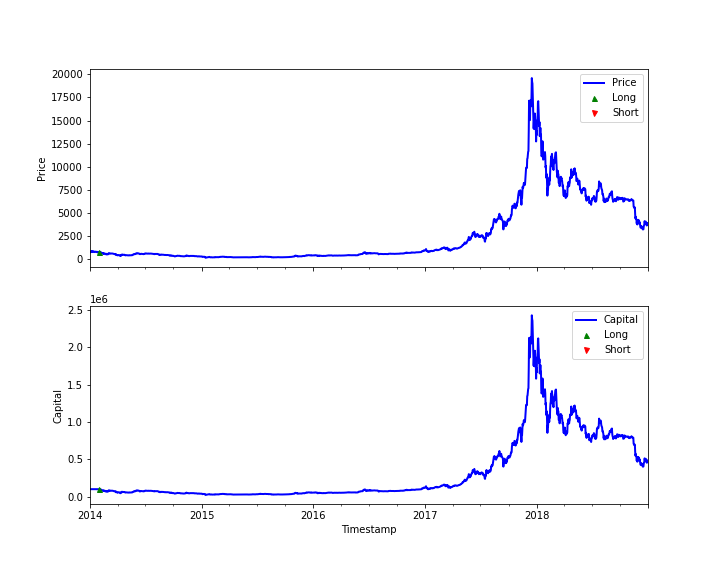 20000
17500
15000
12500
10000
7500
5000
2500
0
Price
Price
Long
Short
1e6
2.5
2.0
1.5
1.0
0.5
0.0
Capital
Capital
Long
Short
2014 2015 2016 2017 2018
Timestamp